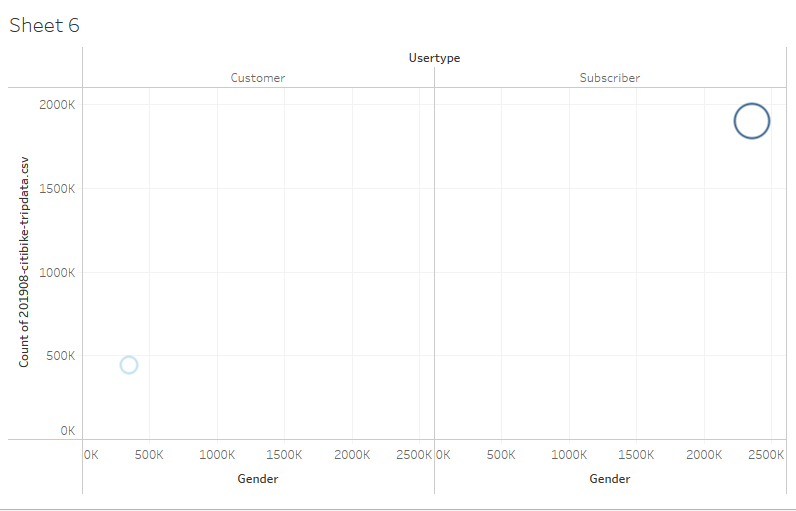 Sheet 6
Usertype
Customer Subscriber
Count of 201908-citibike-tripdata.csv
2000K
1500K
1000K
500K
0K
0K 500K 1000K 1500K 2000K 2500K 0K 500K 1000K 1500K 2000K 2500K
Gender Gender